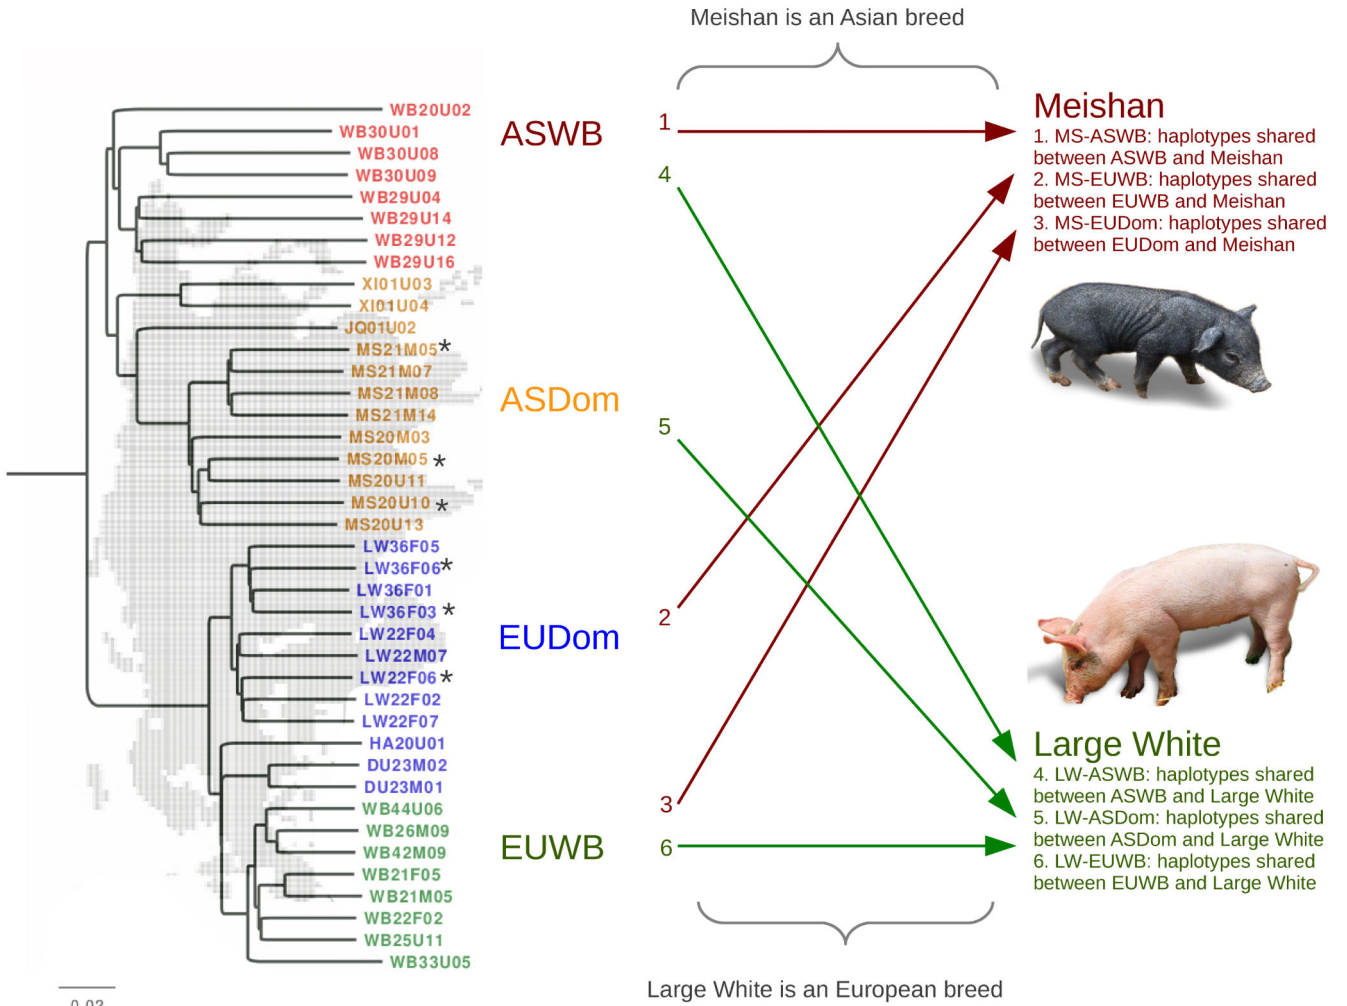 Meishan is an Asian breed
WB20U02
WB30U01
WB30U08
WB30U09
WB29U04
WB29U14
WB29U12
WB29U16
XI01U03
XI01U04
JQ01U02
MS21M05*
MS21M07
MS21M08
MS21M14
MS20M03
MS20M05 *
MS20U11
MS20U10 *
MS20U13
LW36F05
LW36F06*
LW36F01
LW36F03 *
LW22F04
LW22M07
LW22F06*
LW22F02
LW22F07
HA20U01
DU23M02
DU23M01
WB44U06
WB26M09
WB42M09
WB21F05
WB21M05
WB22F02
WB25U11
WB33U05
ASWB
ASDom
EUDom
EUWB
1
4
5
2
3
6
Meishan
1. MS-ASWB: haplotypes shared
between ASWB and Meishan
2. MS-EUWB: haplotypes shared
between EUWB and Meishan
3. MS-EUDom: haplotypes shared
between EUDom and Meishan
Large White
4. LW-ASWB: haplotypes shared
between ASWB and Large White
5. LW-ASDom: haplotypes shared
between ASDom and Large White
6. LW-EUWB: haplotypes shared
between EUWB and Large White
Large White is an European breed